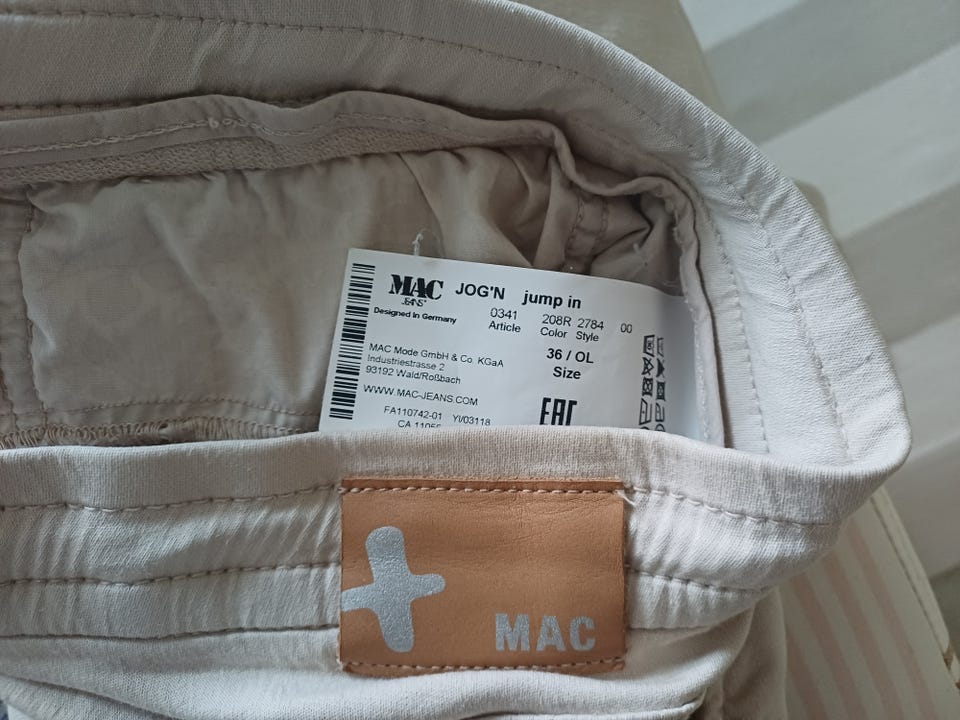 MAC
JEANS
JOG'N jump in
Designed In Germany
0341 208R 2784 00
Article Color Style
36 / OL
Size
MAC Mode GmbH & Co. KGaA
Industriestrasse 2
93192 Wald/Roßbach
WWW.MAC-JEANS.COM
FA110742-01 YI/03118
EAC
MAC